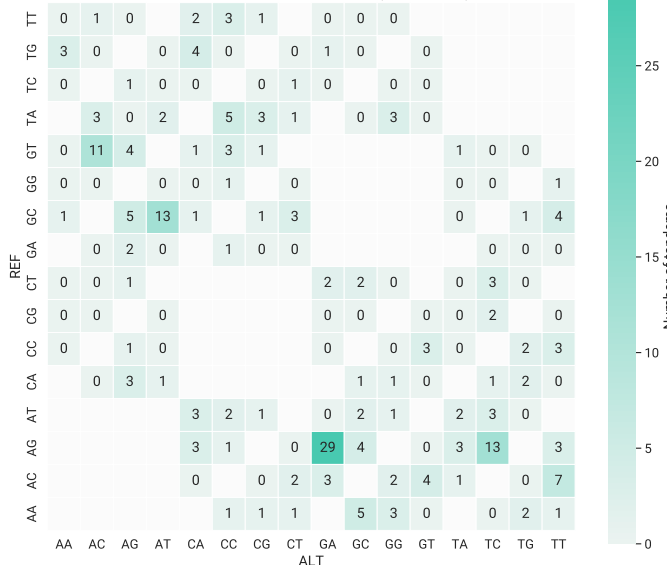 TT 0 1 0 2 3 1 0 0 0
TG 3 0 0 4 0 0 1 0 0
TC 0 1 0 0 0 1 0 0 0
TA 3 0 2 5 3 1 0 3 0
GT 0 11 4 1 3 1 1 0 0
GG 0 0 0 0 1 0 0 0 1
GC 1 5 13 1 1 3 0 1 4
GA 0 2 0 1 0 0 0 0 0
CT 0 0 1 2 2 0 0 3 0
CG 0 0 0 0 0 0 0 2 0
CC 0 1 0 0 0 3 0 2 3
CA 0 3 1 1 1 0 1 2 0
AT 3 2 1 0 2 1 2 3 0
AG 3 1 0 29 4 0 3 13 3
AC 0 0 2 3 2 4 1 0 7
AA 1 1 1 5 3 0 0 2 1
AA AC AG AT CA CC CG CT GA GC GG GT TA TC TG TT
ALT
REF
25
20
15
10
5
0